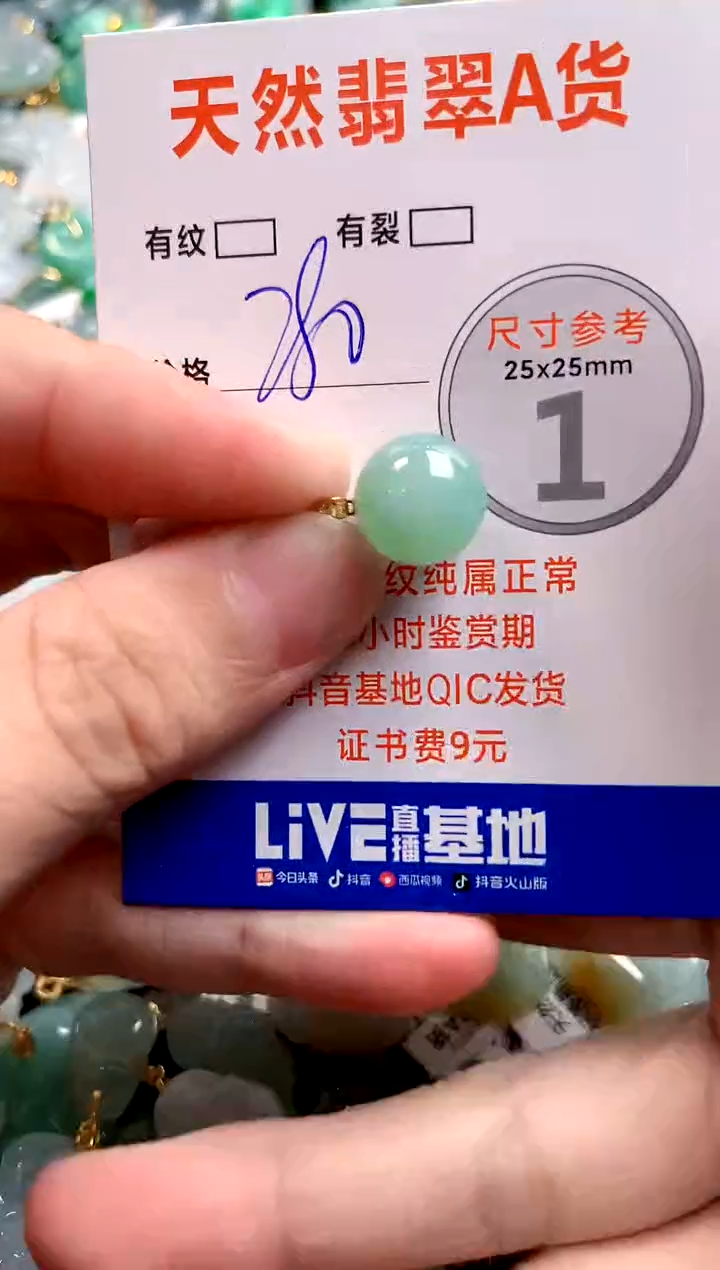 天然翡翠A货
有纹 有裂
尺寸参考
25x25mm
280
格
1
纹纯属正常
小时鉴赏期
抖音基地QIC发货
证书费9元
LiVE直播基地
今日头条 抖音 西瓜视频 抖音火山版